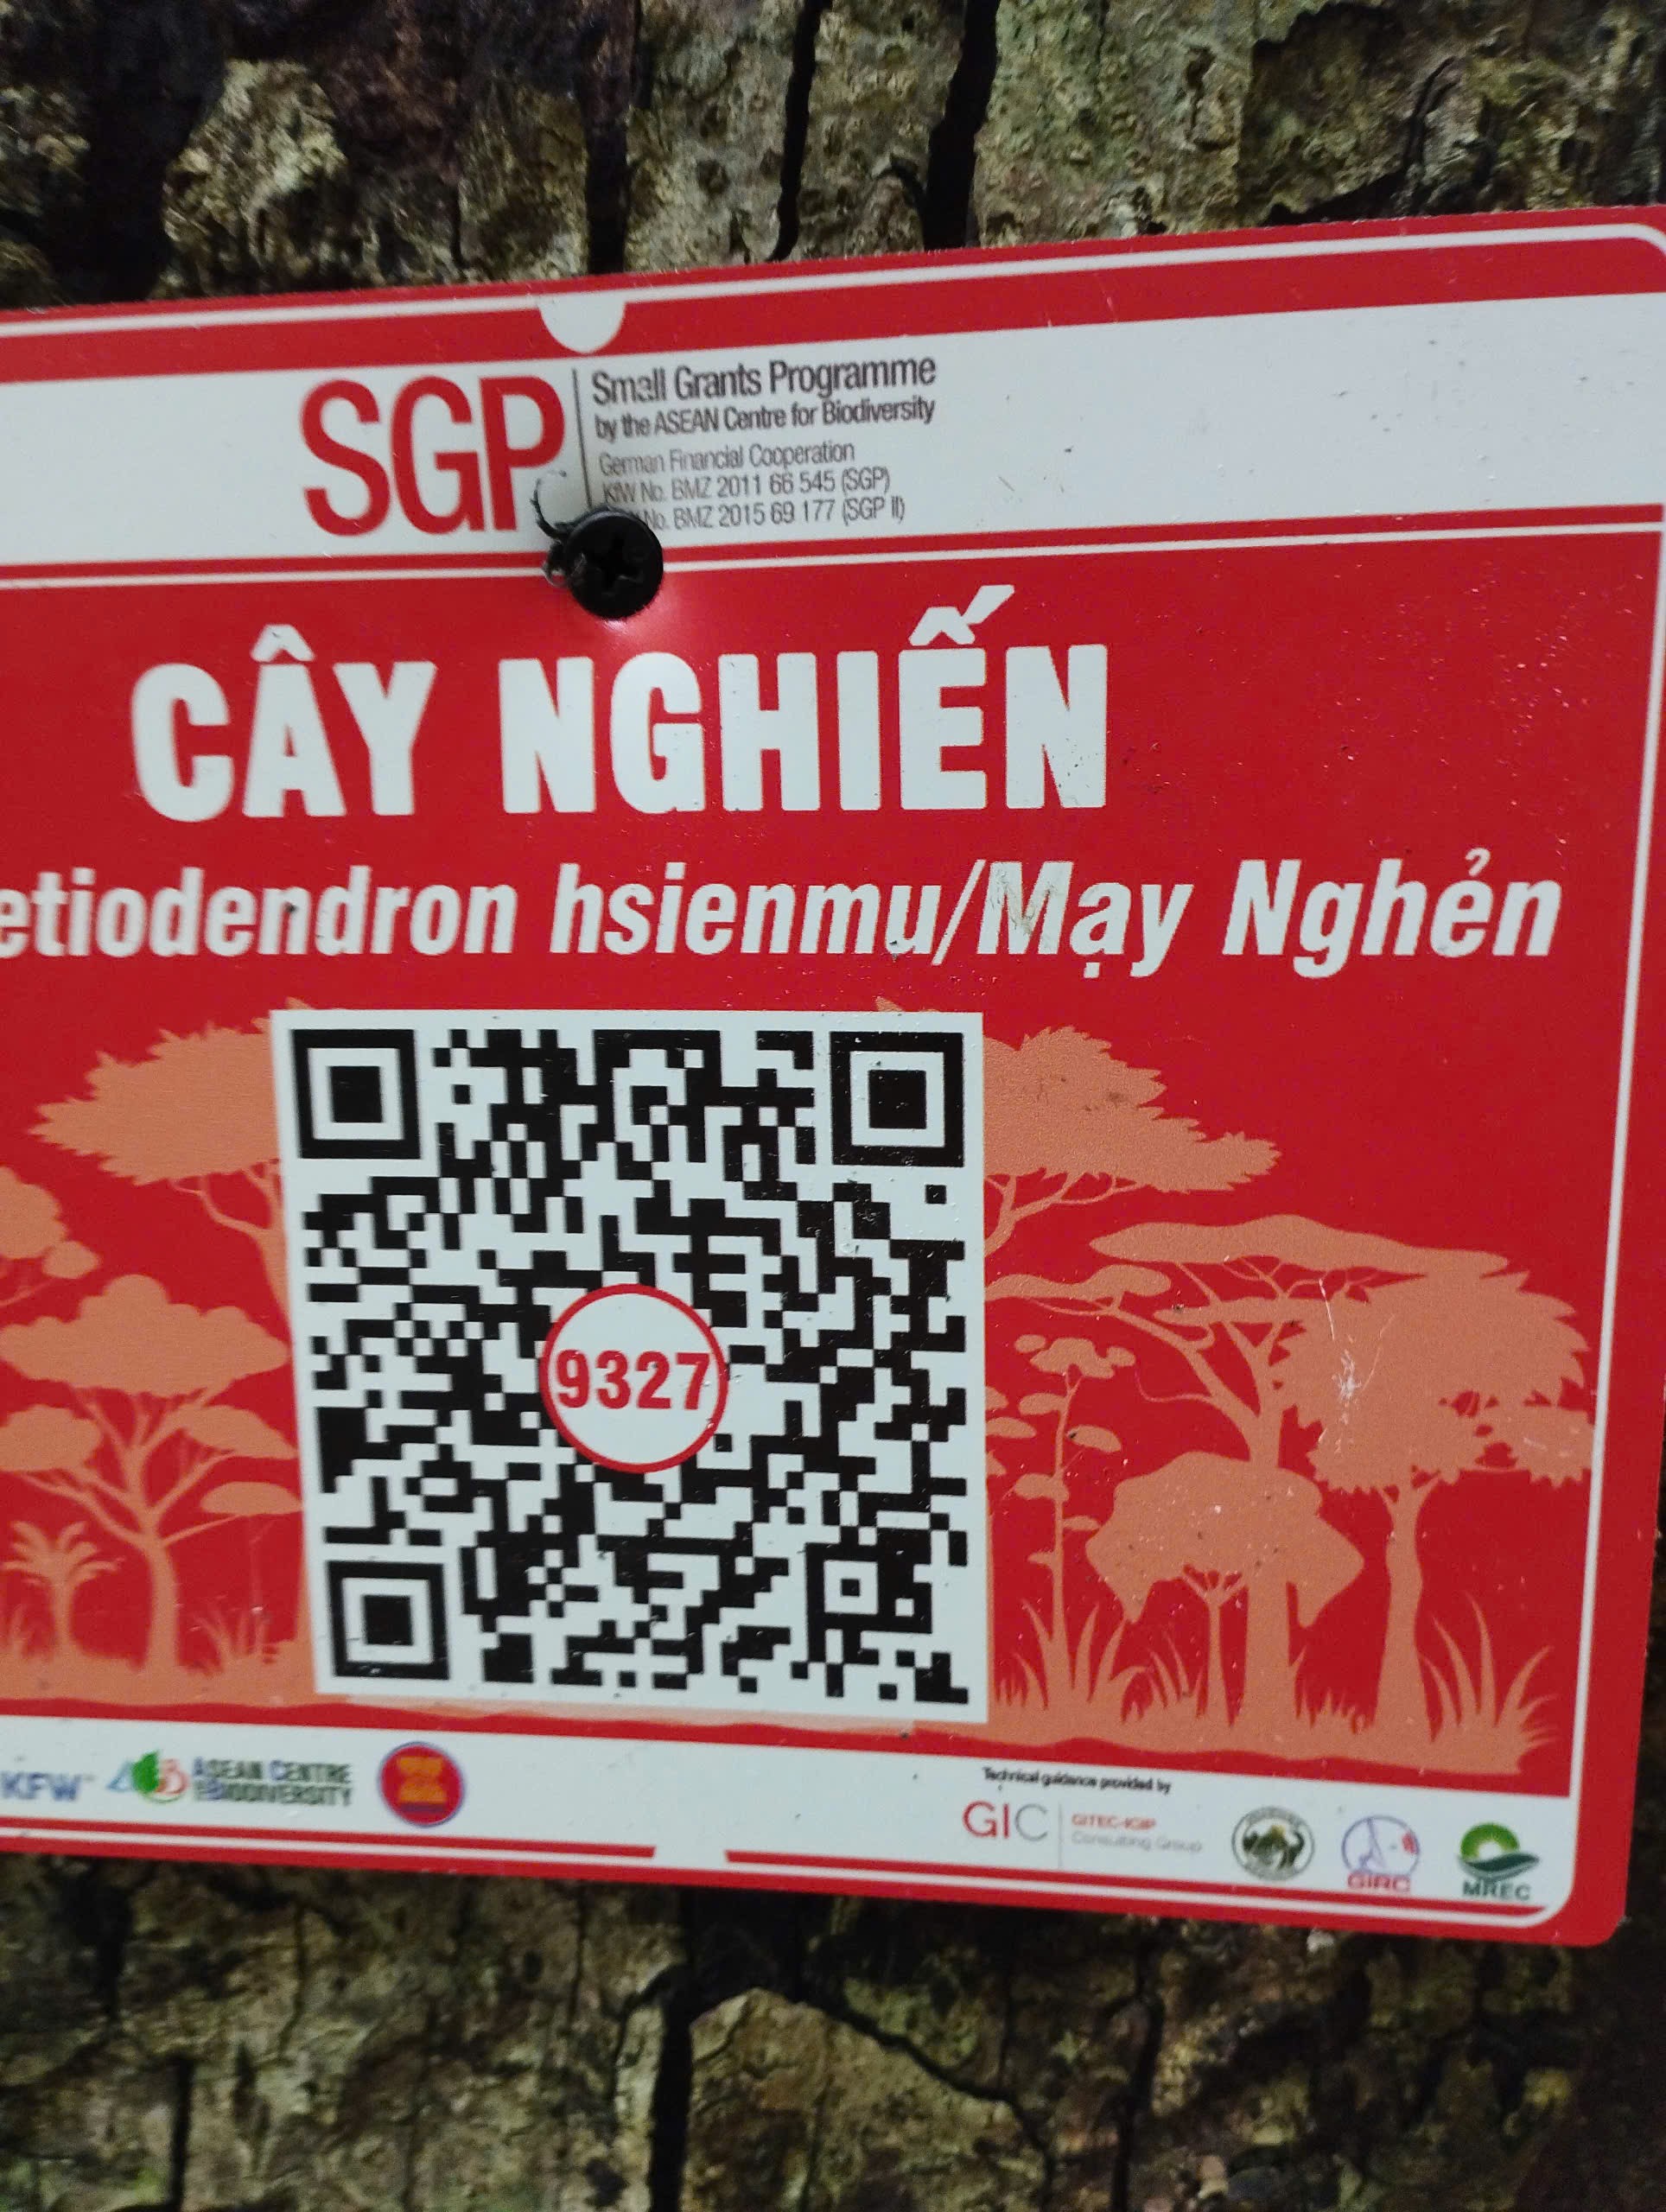 SGP
Small Grants Programme
by the ASEAN Centre for Biodiversity
German Financial Cooperation
KfW No. BMZ 2011 66 545 (SGP)
No. BMZ 2015 69 177 (SGP II)
CÂY NGHIẾN
etiodendron hsienmu/Mạy Nghẻn
9327
KFW
ASEAN CENTRE
BIODIVERSITY
Technical guidance provided by
GIC
GITEC-IGIP
Consulting Group
GIRC
MREC